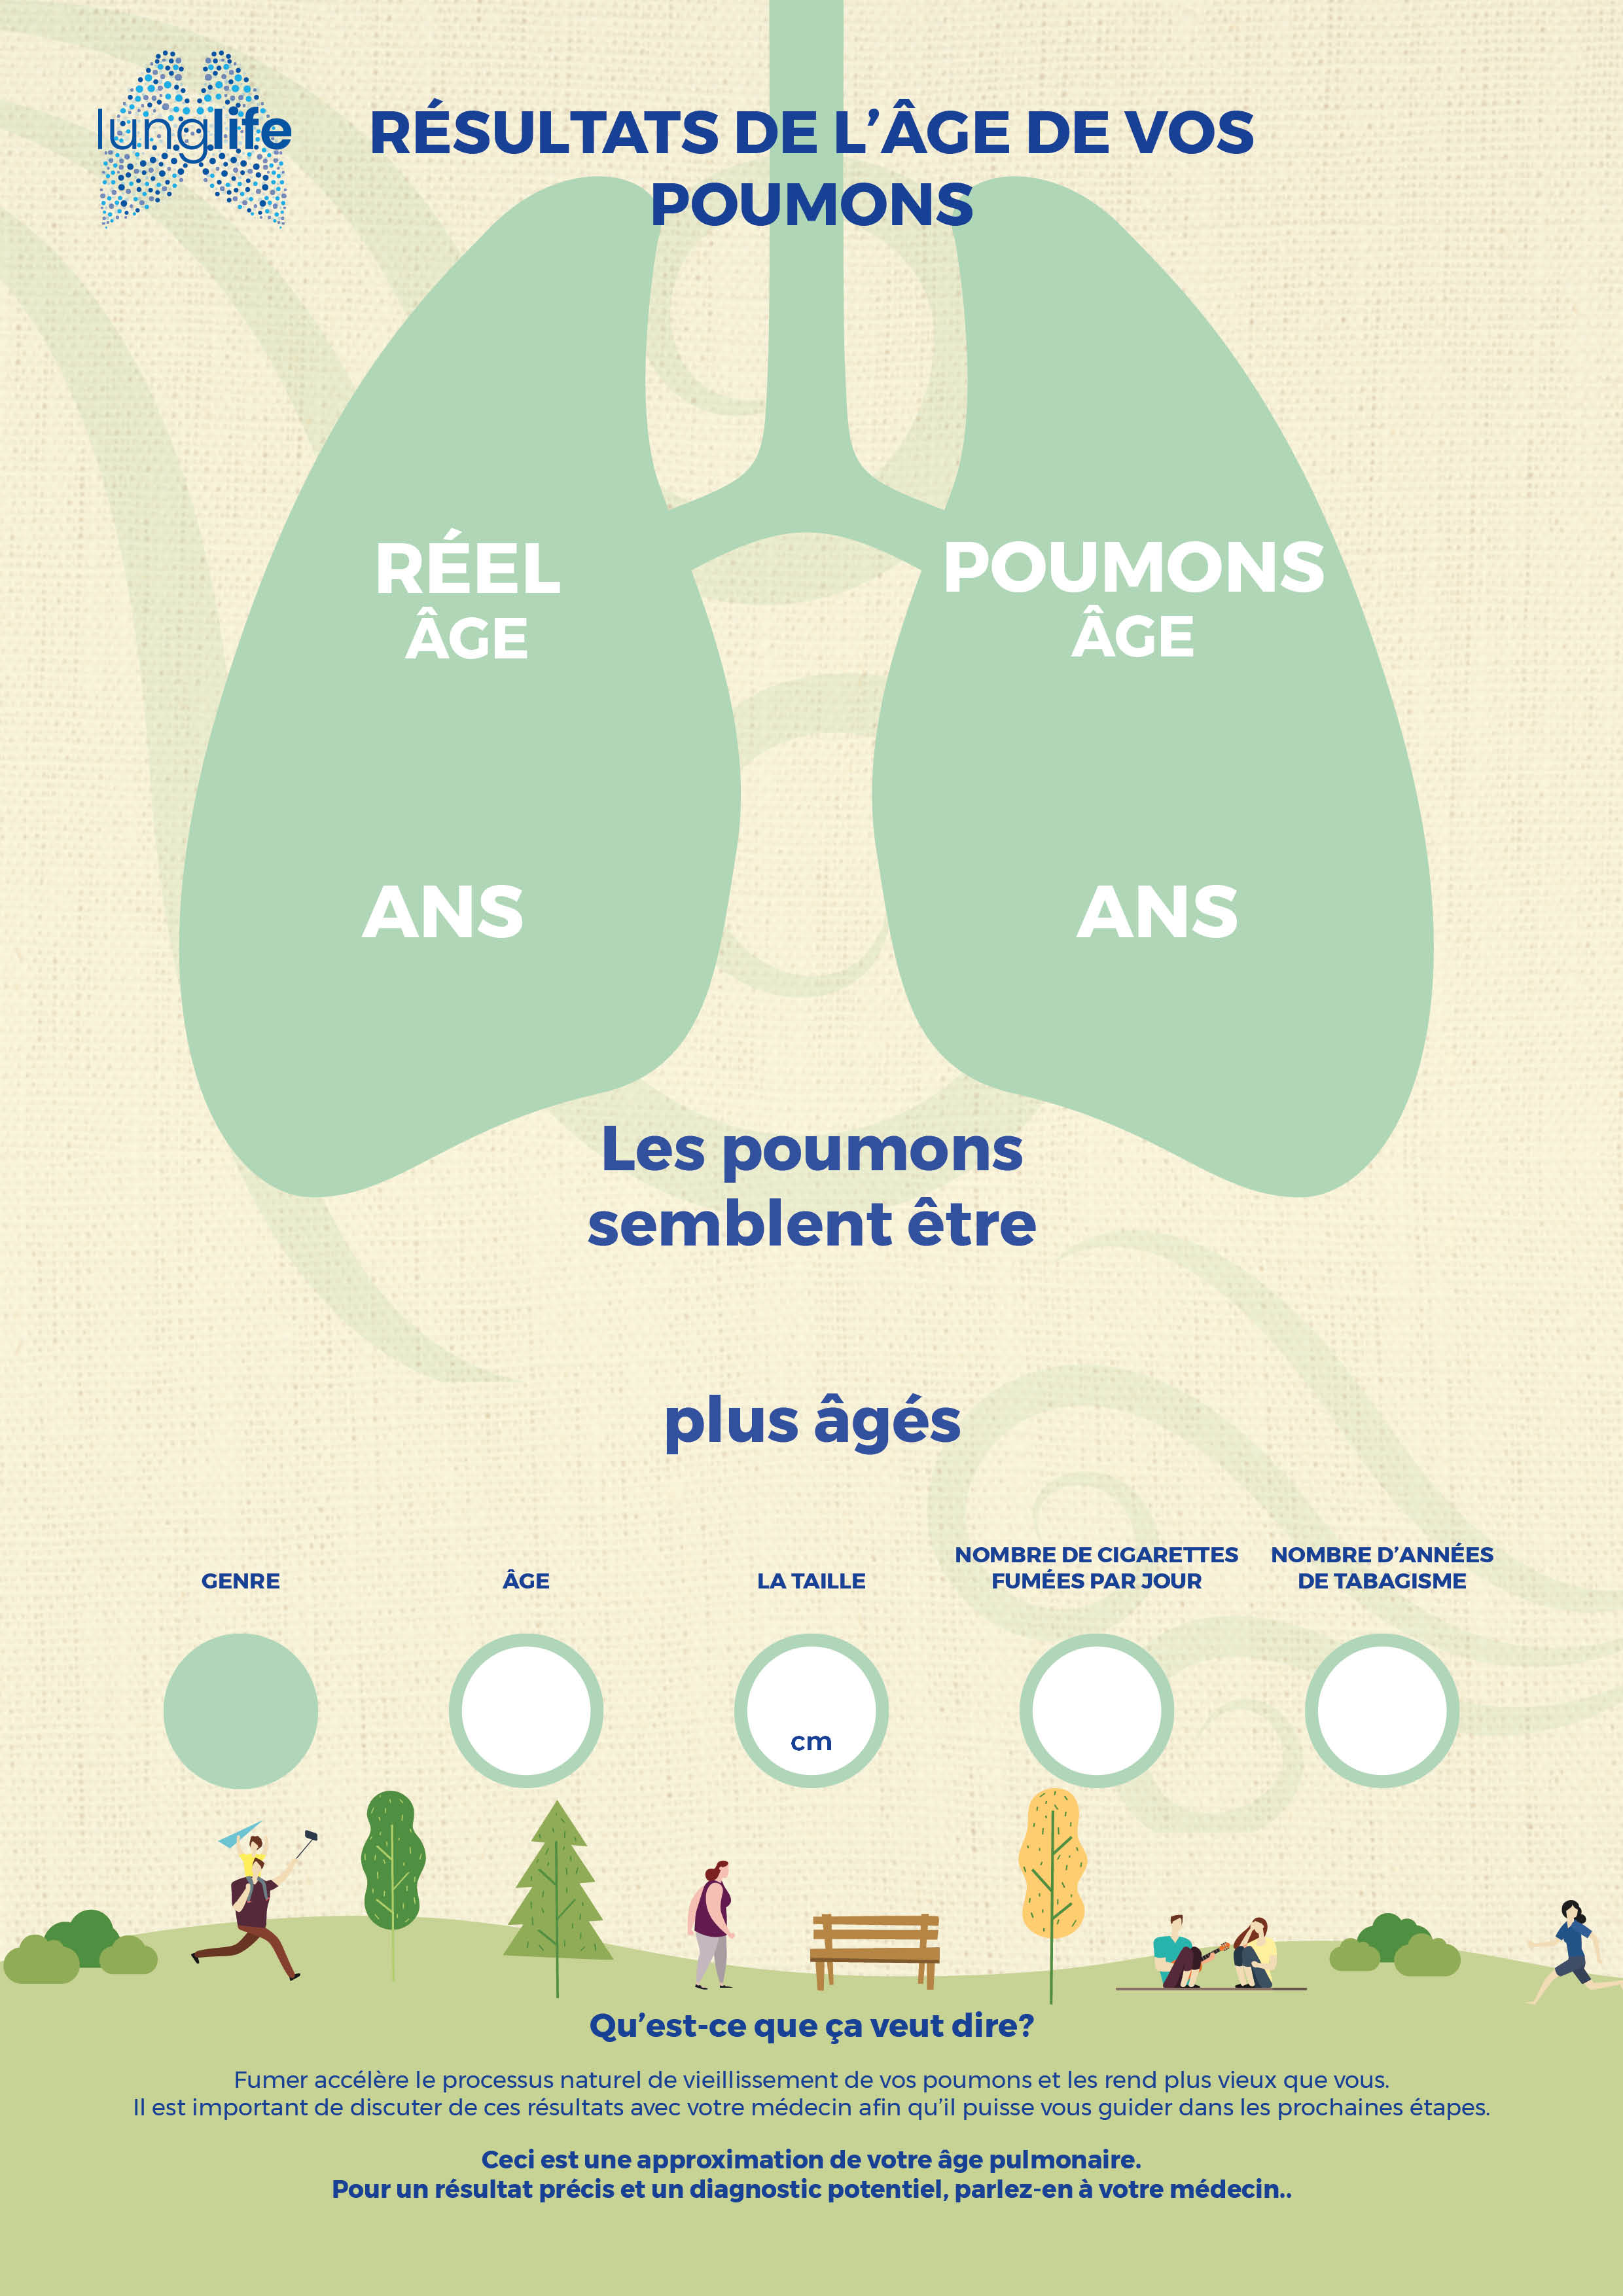 lunglife
RÉSULTATS DE L’ÂGE DE VOS
POUMONS
RÉEL
ÂGE
POUMONS
ÂGE
ANS
ANS
Les poumons
semblent être
plus âgés
GENRE
ÂGE
LA TAILLE
NOMBRE DE CIGARETTES
FUMÉES PAR JOUR
NOMBRE D’ANNÉES
DE TABAGISME
cm
Qu’est-ce que ça veut dire?
Fumer accélère le processus naturel de vieillissement de vos poumons et les rend plus vieux que vous.
Il est important de discuter de ces résultats avec votre médecin afin qu’il puisse vous guider dans les prochaines étapes.
Ceci est une approximation de votre âge pulmonaire.
Pour un résultat précis et un diagnostic potentiel, parlez-en à votre médecin..